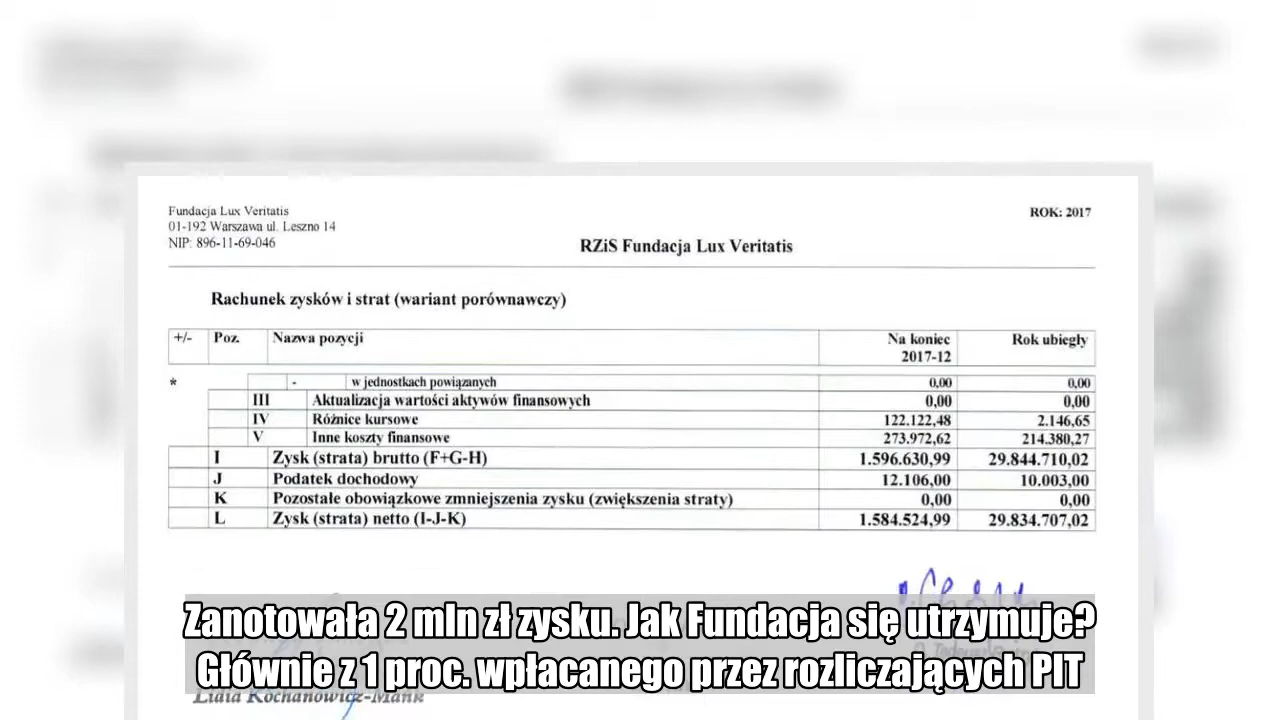 Fundacja Lux Veritatis
01-192 Warszawa ul. Leszno 14
NIP: 896-11-69-046
ROK: 2017
RZiS Fundacja Lux Veritatis
Rachunek zysków i strat (wariant porównawczy)
+/- Poz. Nazwa pozycji Na koniec 2017-12 Rok ubiegły
* - w jednostkach powiązanych 0,00 0,00
III Aktualizacja wartości aktywów finansowych 0,00 0,00
IV Różnice kursowe 122.122,48 2.146,65
V Inne koszty finansowe 273.972,62 214.380,27
I Zysk (strata) brutto (F+G-H) 1.596.630,99 29.844.710,02
J Podatek dochodowy 12.106,00 10.003,00
K Pozostałe obowiązkowe zmniejszenia zysku (zwiększenia straty) 0,00 0,00
L Zysk (strata) netto (I-J-K) 1.584.524,99 29.834.707,02
Zanotowała 2 mln zł zysku. Jak Fundacja się utrzymuje?
Głównie z 1 proc. wpłacanego przez rozliczających PIT
Lidia Kochanowicz-Mańk